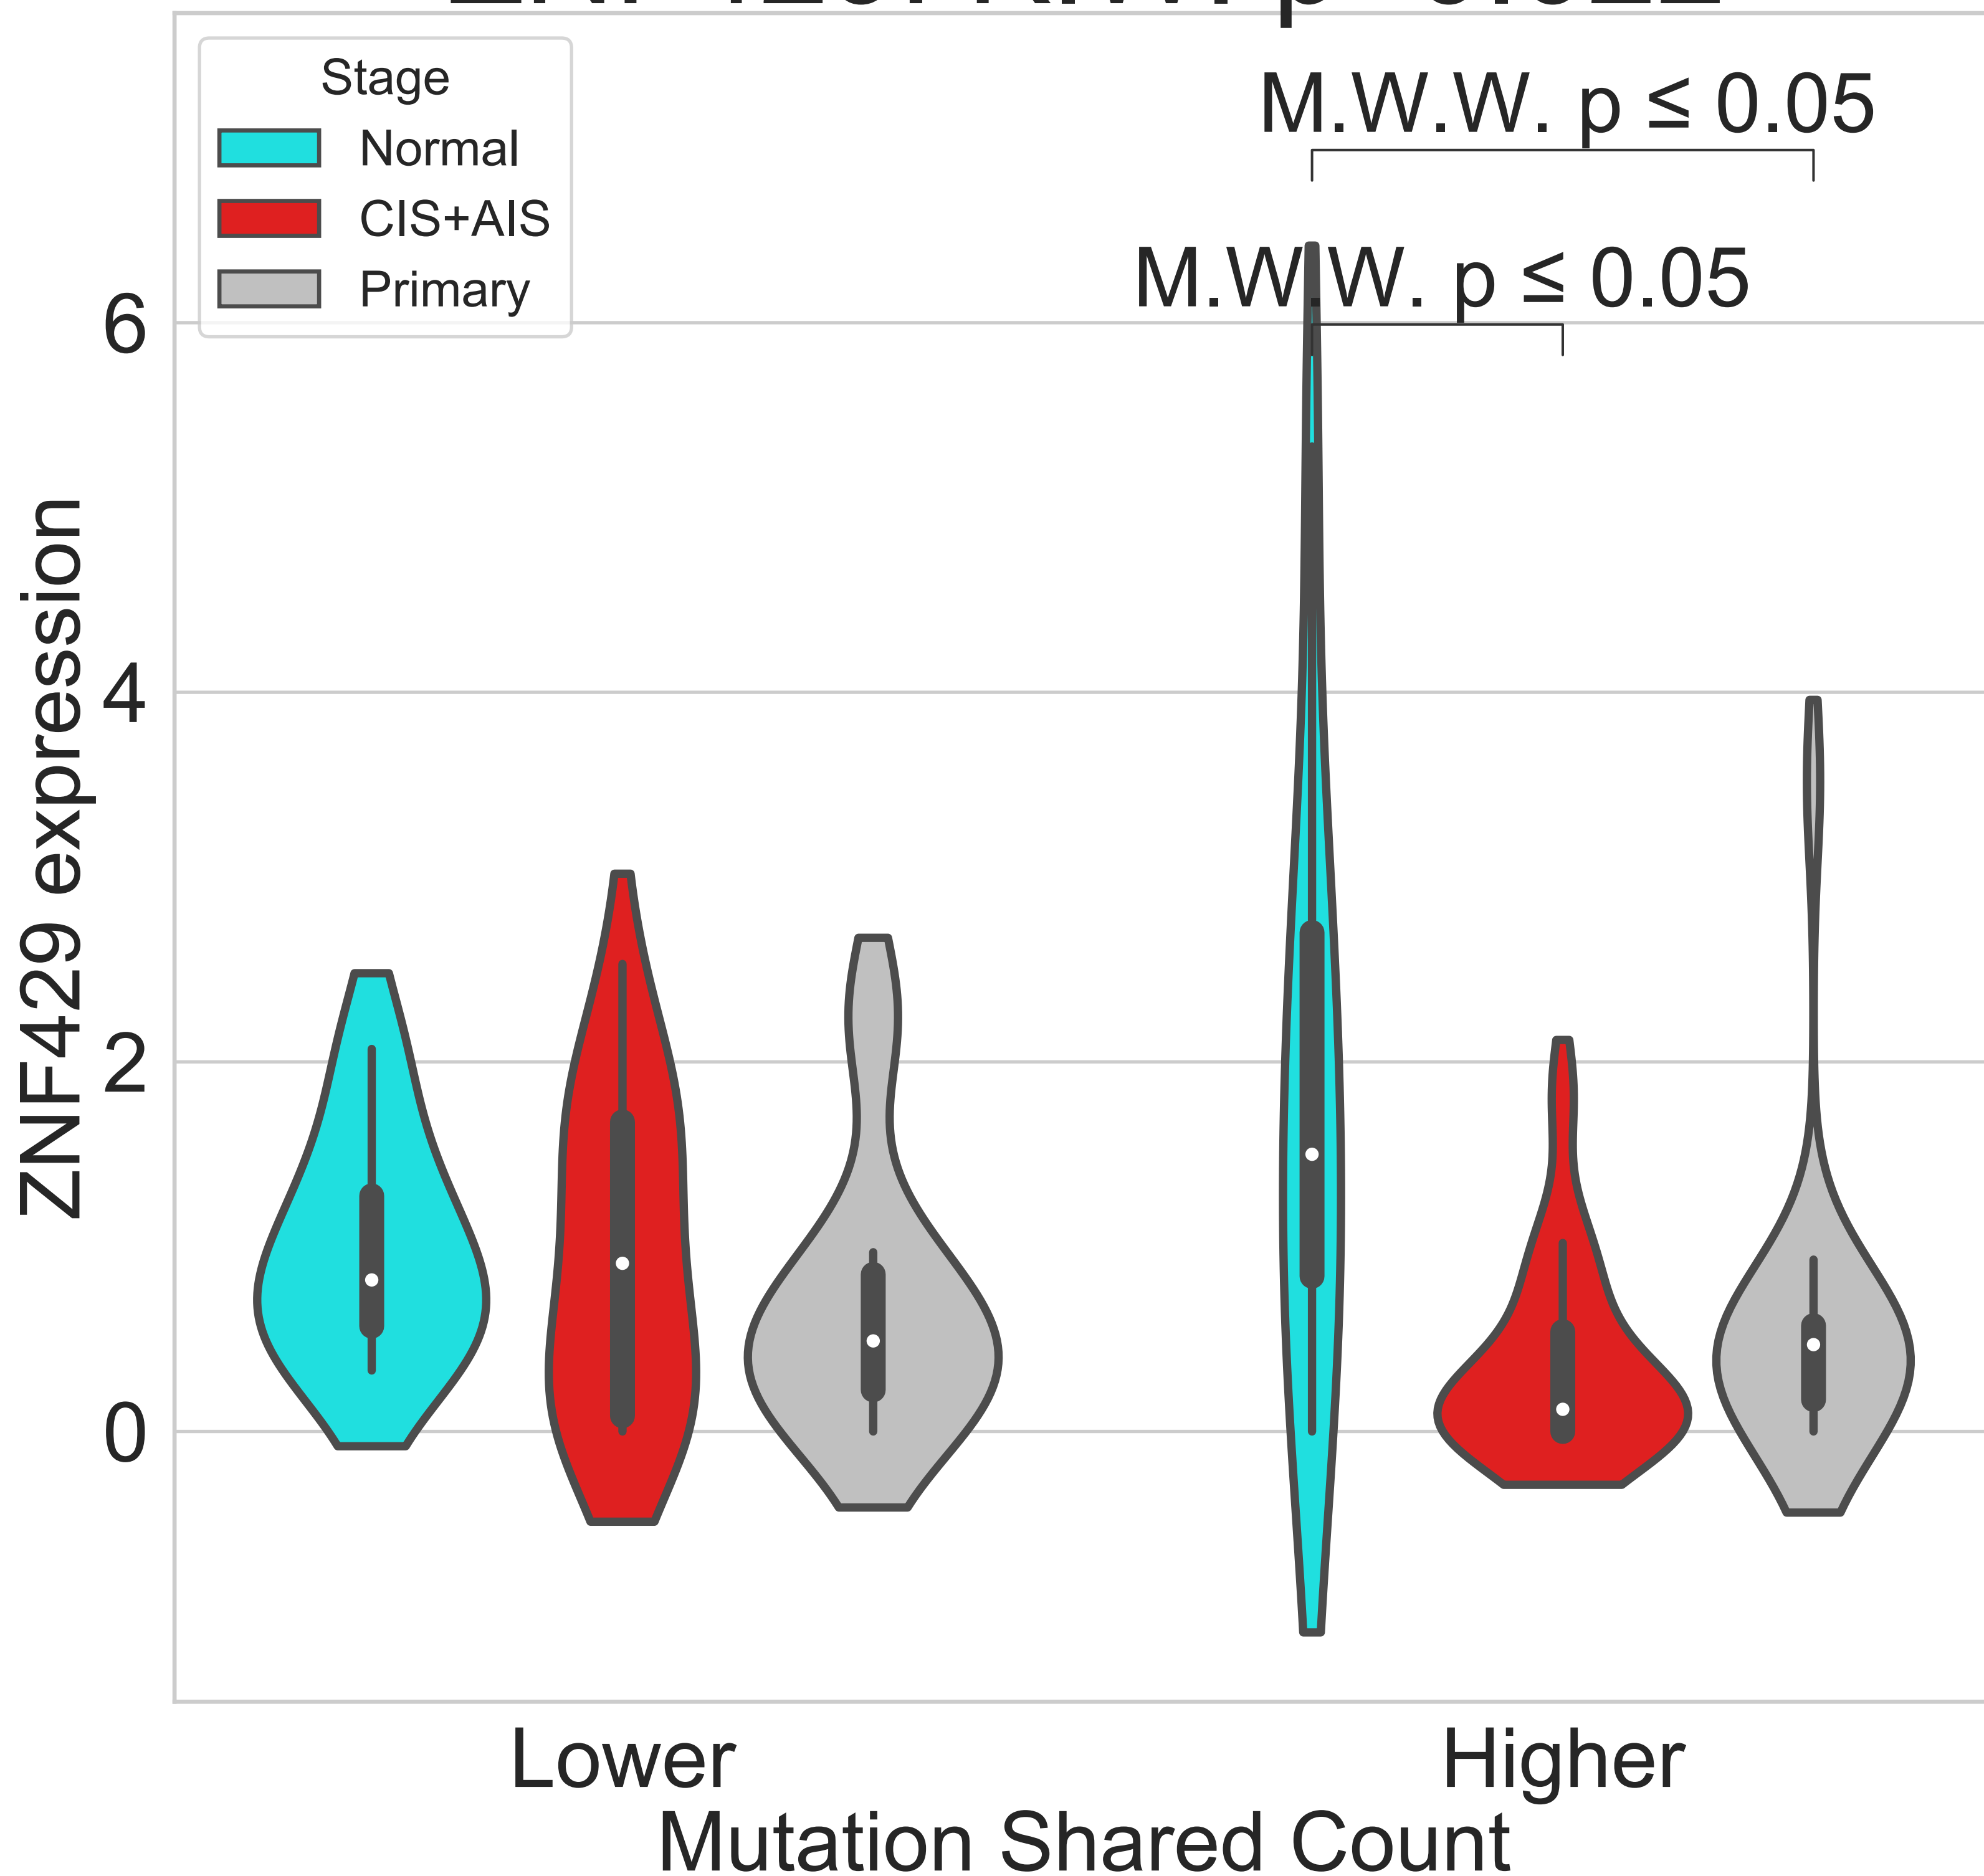 Stage
Normal
CIS+AIS
Primary
M.W.W. p ≤ 0.05
M.W.W. p ≤ 0.05
6
4
2
0
ZNF429 expression
Lower
Higher
Mutation Shared Count